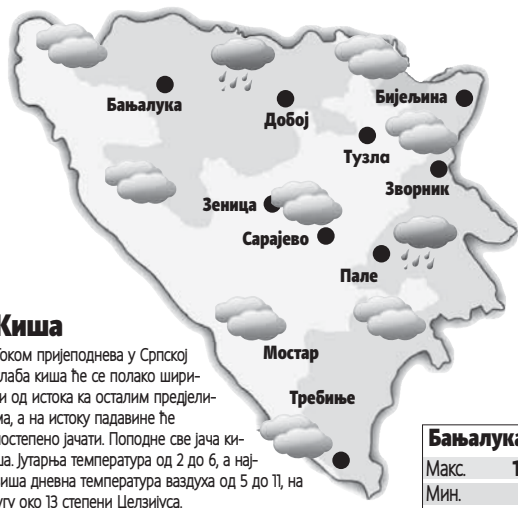 Бањалука
Добој
Бијељина
Тузла
Зворник
Зеница
Сарајево
Пале
Мостар
Требиње
Киша
Током пријеподнева у Српској
слаба киша ће се полако шири-
ти од истока ка осталим предјели-
ма, а на истоку падавине ће
постепено јачати. Поподне све јача ки-
ша. Јутарња температура од 2 до 6, а нај-
виша дневна температура ваздуха од 5 до 11, на
југу око 13 степени Целзијуса.
Бањалука
Макс.
Мин.